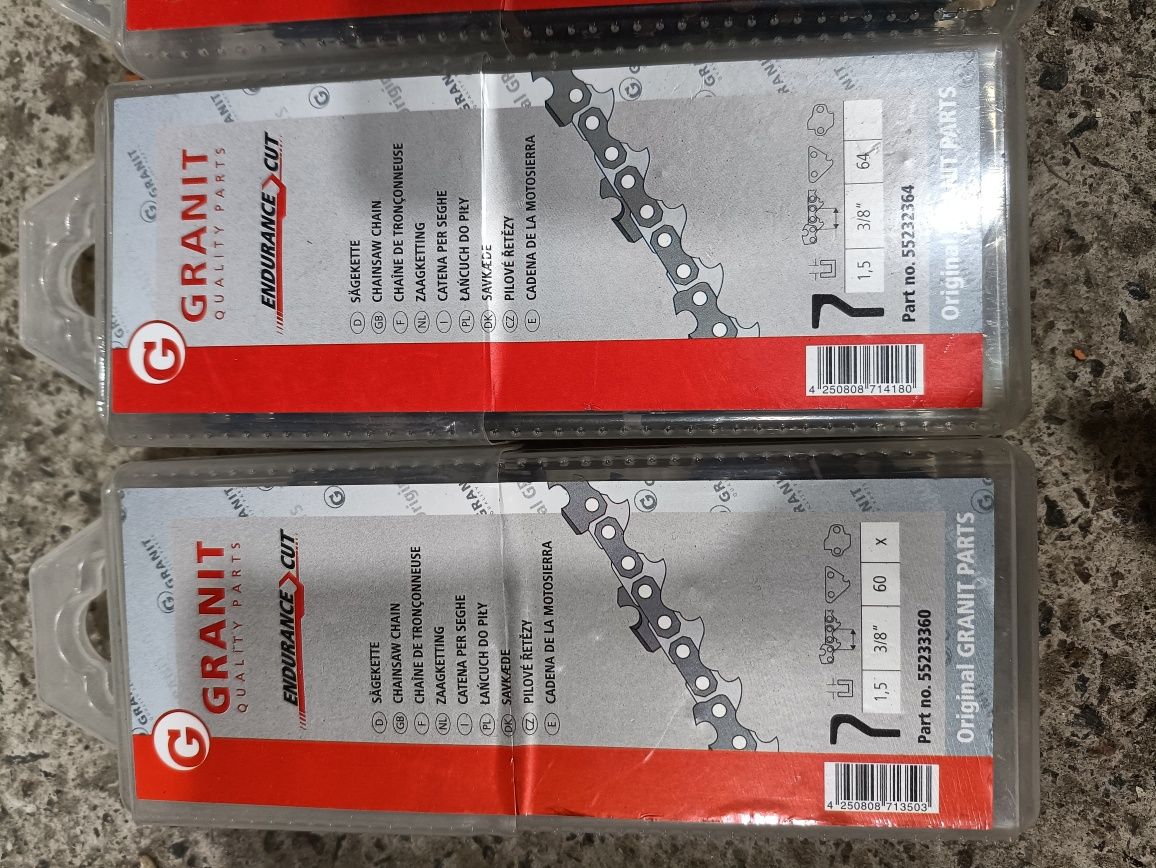 G
GRANIT
QUALITY PARTS
ENDURANCE CUT
D SÄGEKETTE
GB CHAINSAW CHAIN
F CHAÎNE DE TRONÇONNEUSE
NL ZAAGKETTING
I CATENA PER SEGHE
PL ŁAŃCUCH DO PIŁY
DK SAVKÆDE
CZ PILOVÉ ŘETĚZY
E CADENA DE LA MOTOSIERRA
7
1,5 3/8" 64
Part no. 55232364
4 250808 714180
G
GRANIT
QUALITY PARTS
ENDURANCE CUT
D SÄGEKETTE
GB CHAINSAW CHAIN
F CHAÎNE DE TRONÇONNEUSE
NL ZAAGKETTING
I CATENA PER SEGHE
PL ŁAŃCUCH DO PIŁY
DK SAVKÆDE
CZ PILOVÉ ŘETĚZY
E CADENA DE LA MOTOSIERRA
7
1,5 3/8" 60 X
Part no. 55233360
Original GRANIT PARTS
4 250808 713503